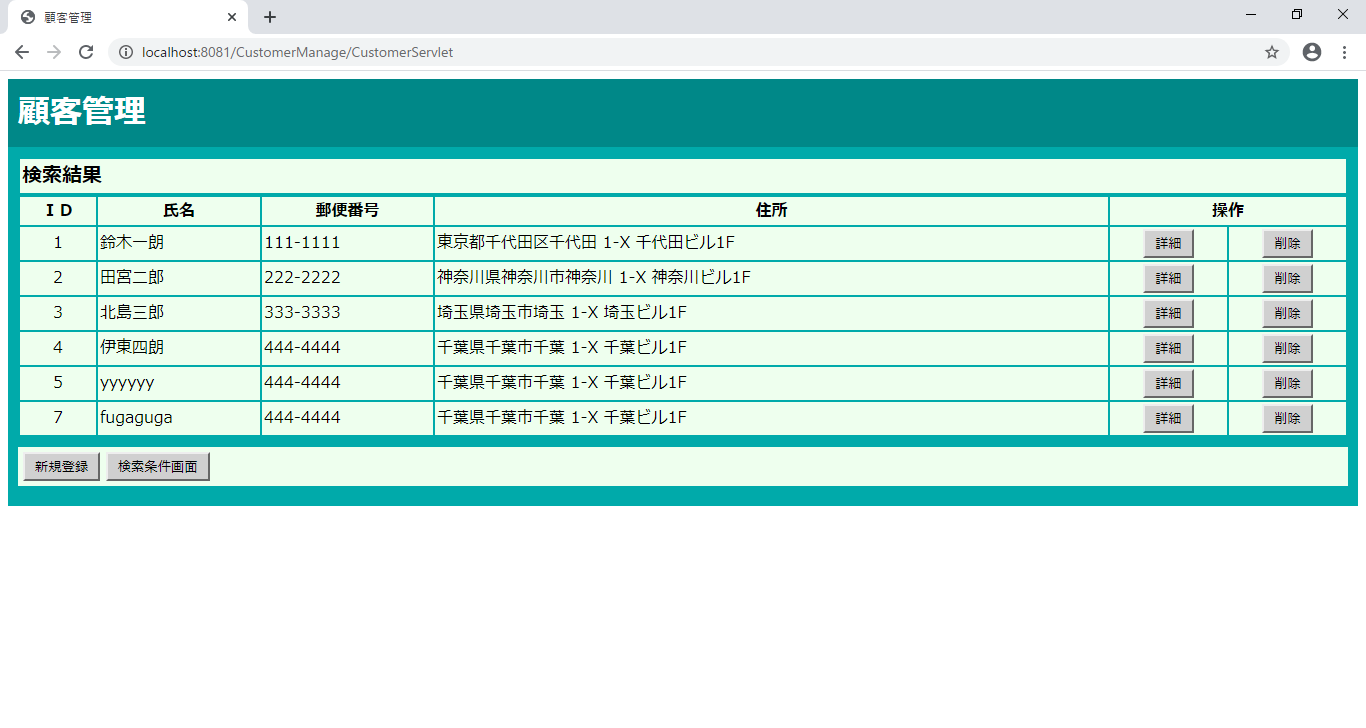 顧客管理
localhost:8081/CustomerManage/CustomerServlet
顧客管理
検索結果
ＩＤ 氏名 郵便番号 住所 操作
1 鈴木一朗 111-1111 東京都千代田区千代田 1-X 千代田ビル1F 詳細 削除
2 田宮二郎 222-2222 神奈川県神奈川市神奈川 1-X 神奈川ビル1F 詳細 削除
3 北島三郎 333-3333 埼玉県埼玉市埼玉 1-X 埼玉ビル1F 詳細 削除
4 伊東四朗 444-4444 千葉県千葉市千葉 1-X 千葉ビル1F 詳細 削除
5 yyyyyy 444-4444 千葉県千葉市千葉 1-X 千葉ビル1F 詳細 削除
7 fugaguga 444-4444 千葉県千葉市千葉 1-X 千葉ビル1F 詳細 削除
新規登録 検索条件画面